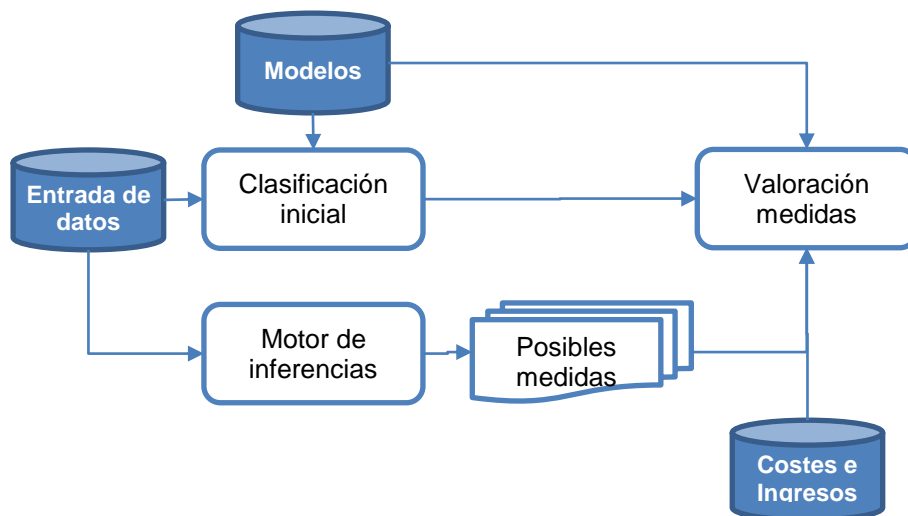 Modelos
Entrada de
datos
Clasificación
inicial
Valoración
medidas
Motor de
inferencias
Posibles
medidas
Costes e
Ingresos